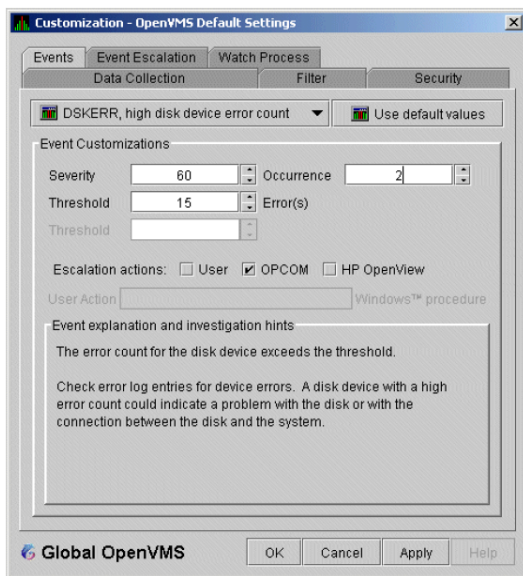 Customization - OpenVMS Default Settings
Events
Event Escalation
Watch Process
Data Collection
Filter
Security
DSKERR, high disk device error count
Use default values
Event Customizations
Severity
60
Occurrence
2
Threshold
15
Error(s)
Threshold
Escalation actions:
User
OPCOM
HP OpenView
User Action
Windows™ procedure
Event explanation and investigation hints
The error count for the disk device exceeds the threshold.
Check error log entries for device errors. A disk device with a high
error count could indicate a problem with the disk or with the
connection between the disk and the system.
Global OpenVMS
OK
Cancel
Apply
Help